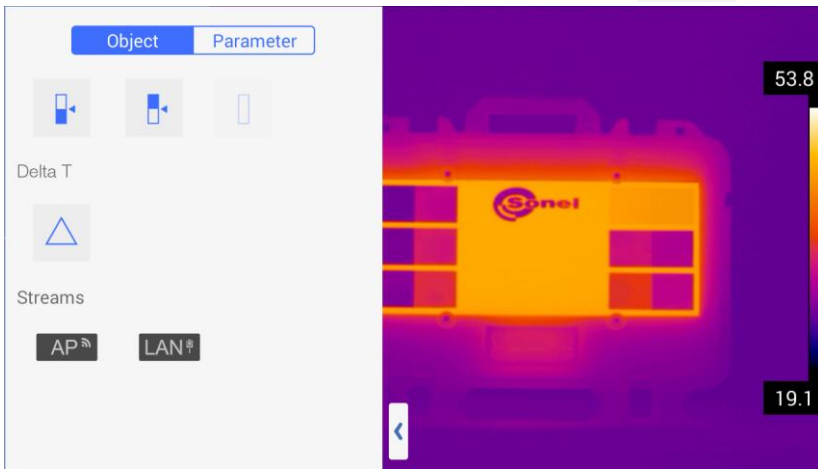 Object Parameter
Delta T
Streams
AP LAN
Sonel
53.8
19.1